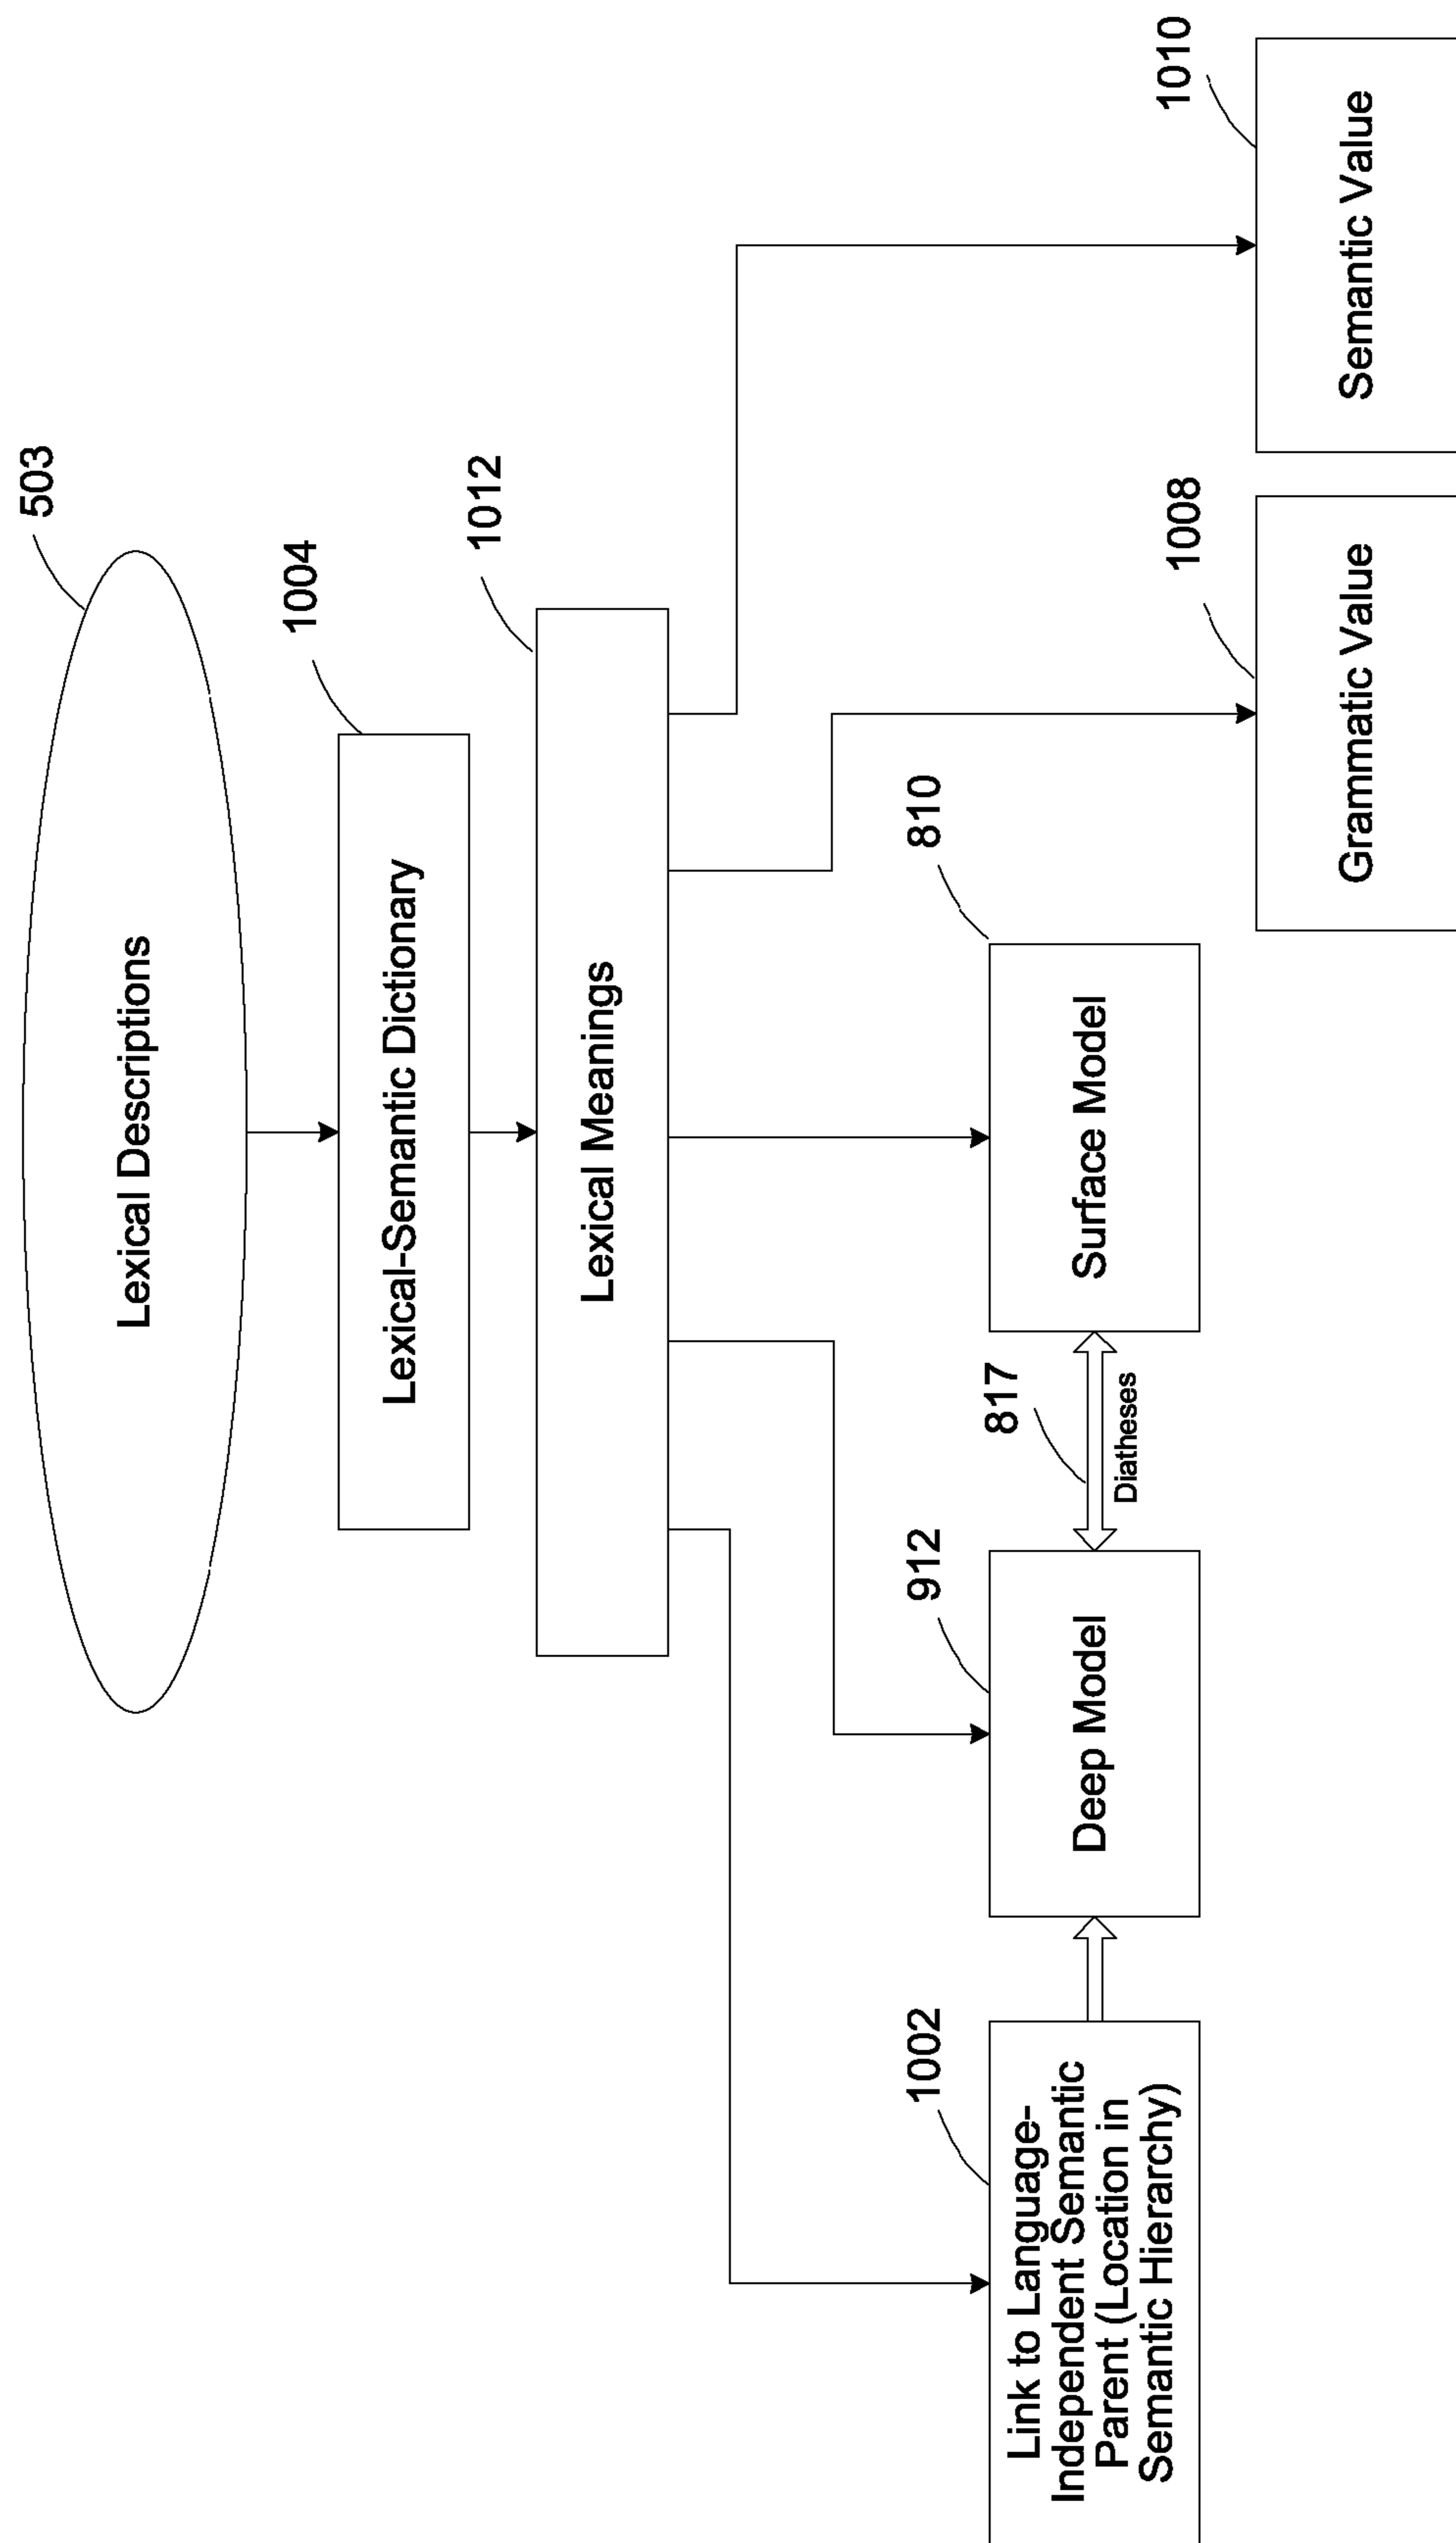 503
Lexical Descriptions
1004
Lexical-Semantic Dictionary
1012
Lexical Meanings
1002
Link to Language-
Independent Semantic
Parent (Location in
Semantic Hierarchy)
912
Deep Model
817
Diatheses
810
Surface Model
1008
Grammatic Value
1010
Semantic Value